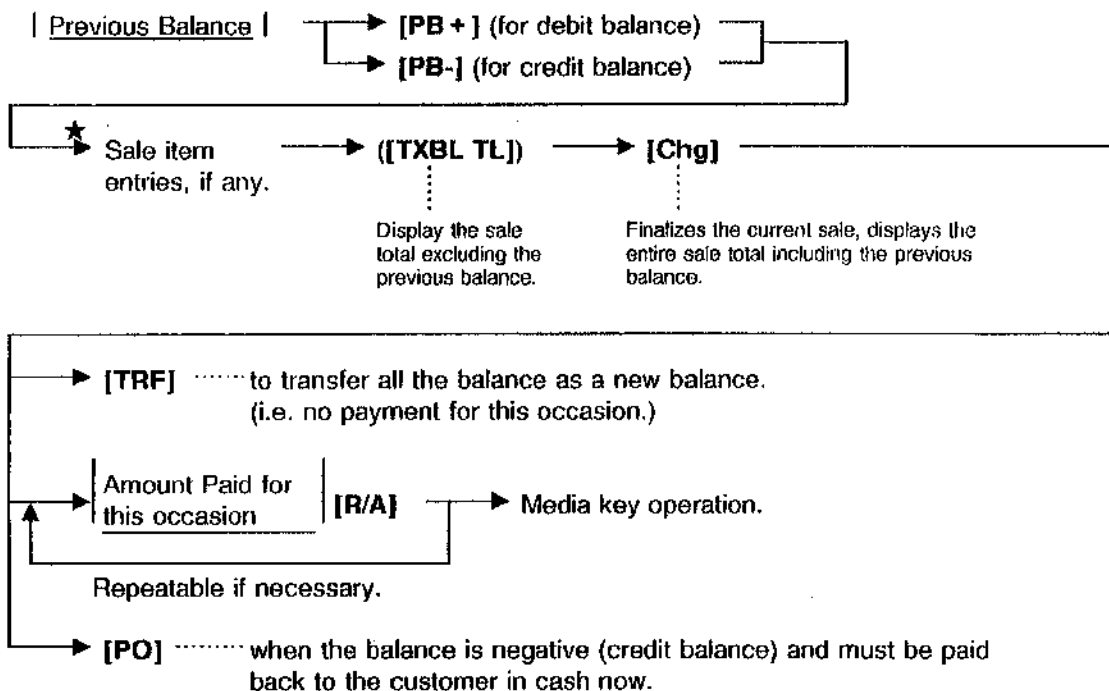 | Previous Balance | [PB + ] (for debit balance)
[PB-] (for credit balance)
★
Sale item ([TXBL TL]) [Chg]
entries, if any.
Display the sale
total excluding the
previous balance.
Finalizes the current sale, displays the
entire sale total including the previous
balance.
[TRF] ······ to transfer all the balance as a new balance.
(i.e. no payment for this occasion.)
Amount Paid for
this occasion [R/A] Media key operation.
Repeatable if necessary.
[PO] ········ when the balance is negative (credit balance) and must be paid
back to the customer in cash now.